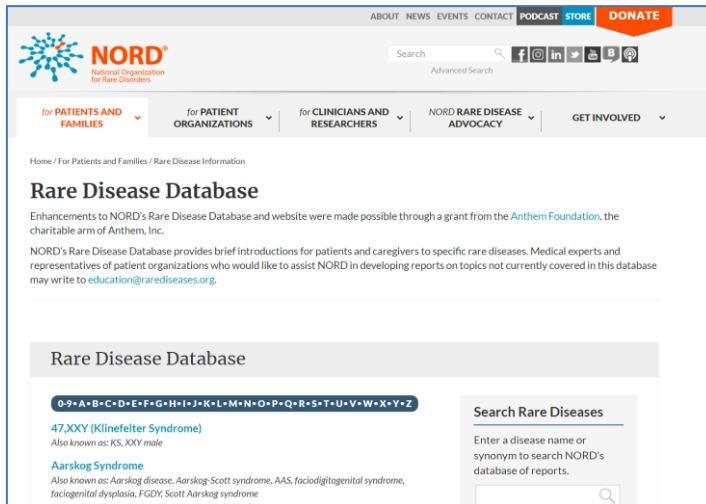 ABOUT NEWS EVENTS CONTACT PODCAST STORE DONATE
NORD®
National Organization
for Rare Disorders
Search
Advanced Search
for PATIENTS AND
FAMILIES
for PATIENT
ORGANIZATIONS
for CLINICIANS AND
RESEARCHERS
NORD RARE DISEASE
ADVOCACY
GET INVOLVED
Home / For Patients and Families / Rare Disease Information
Rare Disease Database
Enhancements to NORD's Rare Disease Database and website were made possible through a grant from the Anthem Foundation, the
charitable arm of Anthem, Inc.
NORD's Rare Disease Database provides brief introductions for patients and caregivers to specific rare diseases. Medical experts and
representatives of patient organizations who would like to assist NORD in developing reports on topics not currently covered in this database
may write to education@rarediseases.org.
Rare Disease Database
0-9•A•B•C•D•E•F•G•H•I•J•K•L•M•N•O•P•Q•R•S•T•U•V•W•X•Y•Z
47,XXY (Klinefelter Syndrome)
Also known as: KS, XXY male
Aarskog Syndrome
Also known as: Aarskog disease, Aarskog-Scott syndrome, AAS, faciodigitogenital syndrome,
faciogenital dysplasia, FGDY, Scott Aarskog syndrome
Search Rare Diseases
Enter a disease name or
synonym to search NORD's
database of reports.